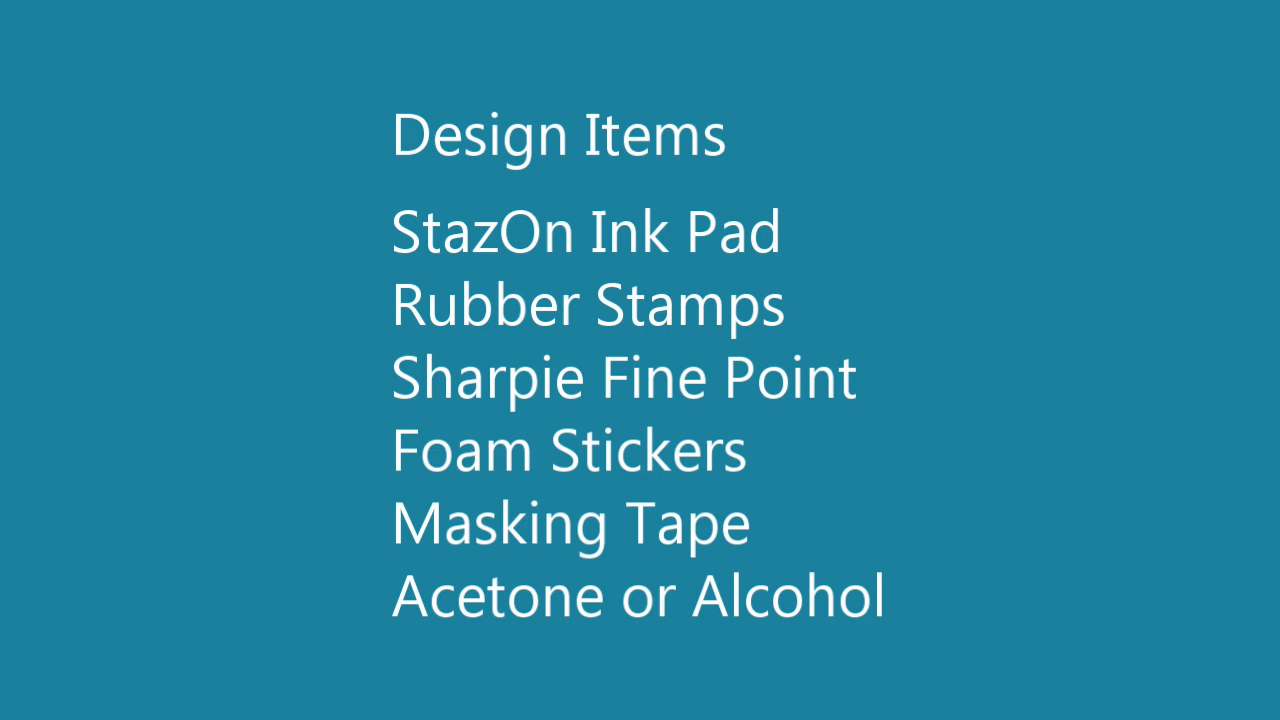 Design Items
StazOn Ink Pad
Rubber Stamps
Sharpie Fine Point
Foam Stickers
Masking Tape
Acetone or Alcohol